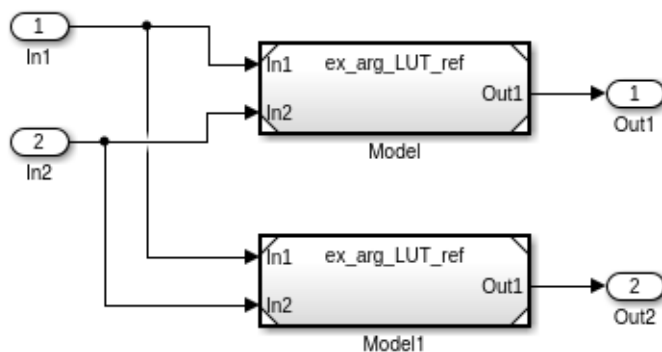 1
In1
2
In2
ex_arg_LUT_ref
In1
In2
Out1
Model
1
Out1
ex_arg_LUT_ref
In1
In2
Out1
Model1
2
Out2